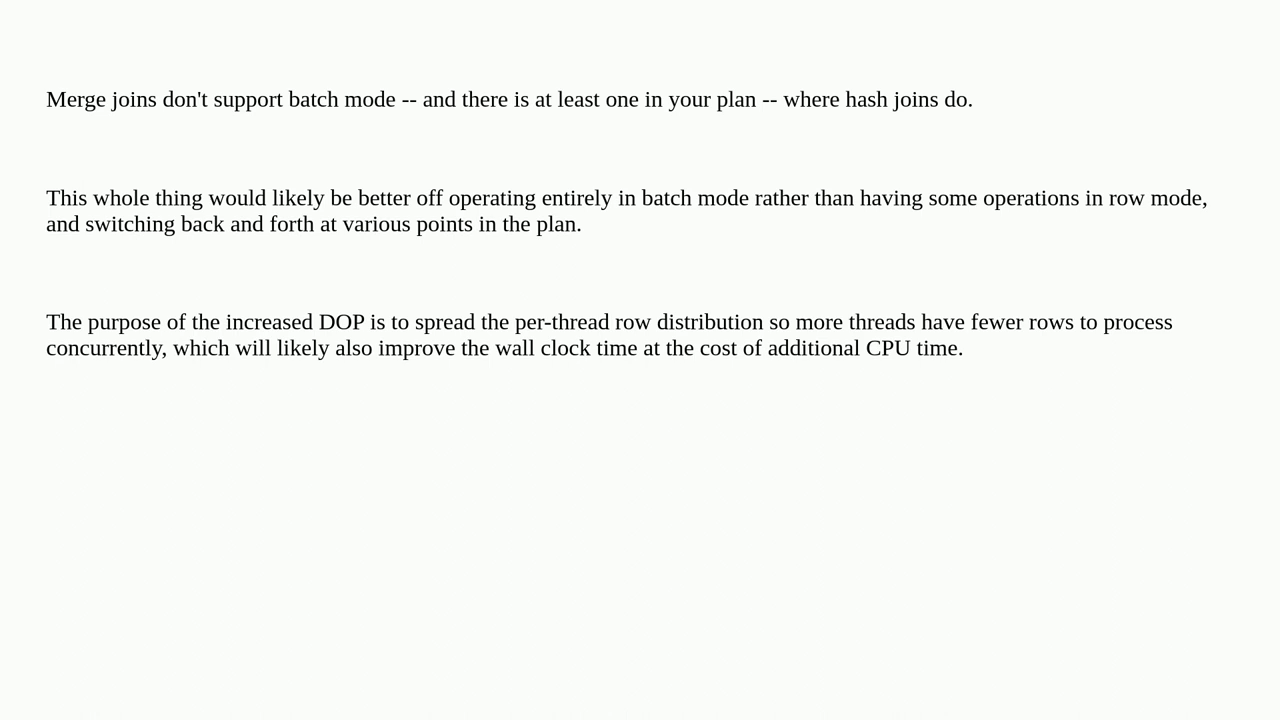 Merge joins don't support batch mode -- and there is at least one in your plan -- where hash joins do.
This whole thing would likely be better off operating entirely in batch mode rather than having some operations in row mode,
and switching back and forth at various points in the plan.
The purpose of the increased DOP is to spread the per-thread row distribution so more threads have fewer rows to process
concurrently, which will likely also improve the wall clock time at the cost of additional CPU time.